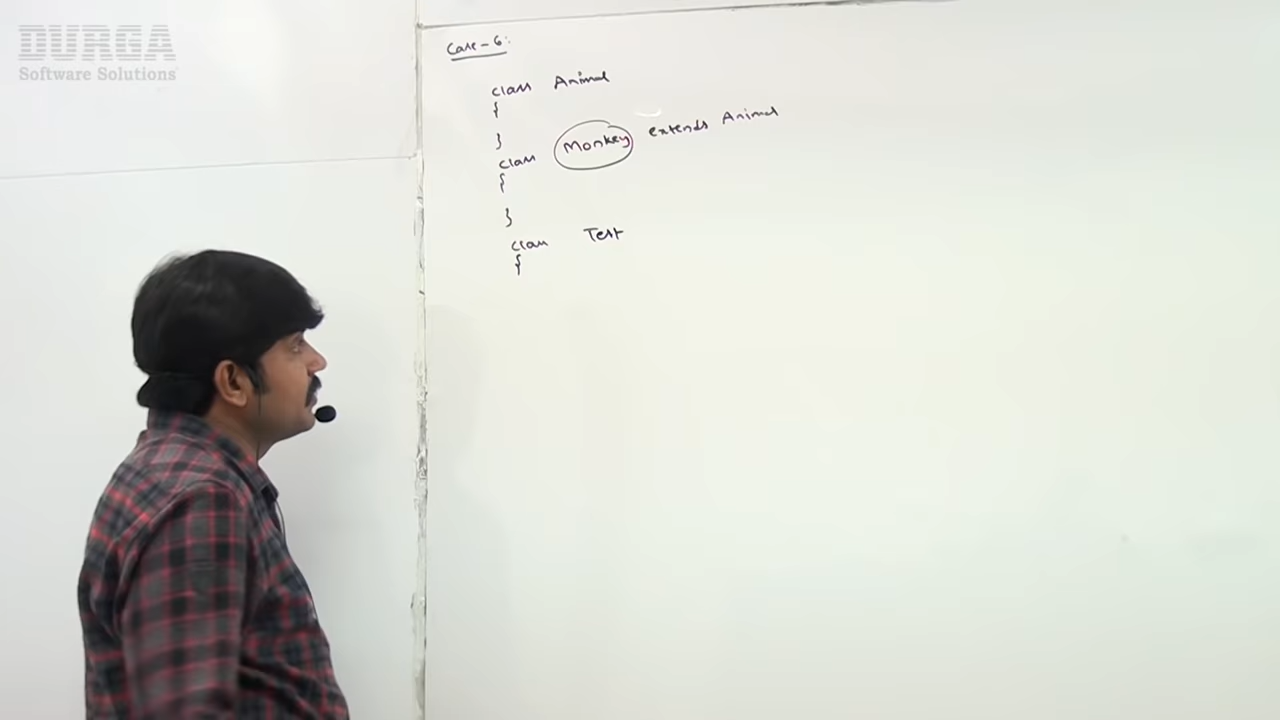 DURGA
Software Solutions
Case-6:
class Animal
{
}
class Monkey extends Animal
{
}
class Test
{